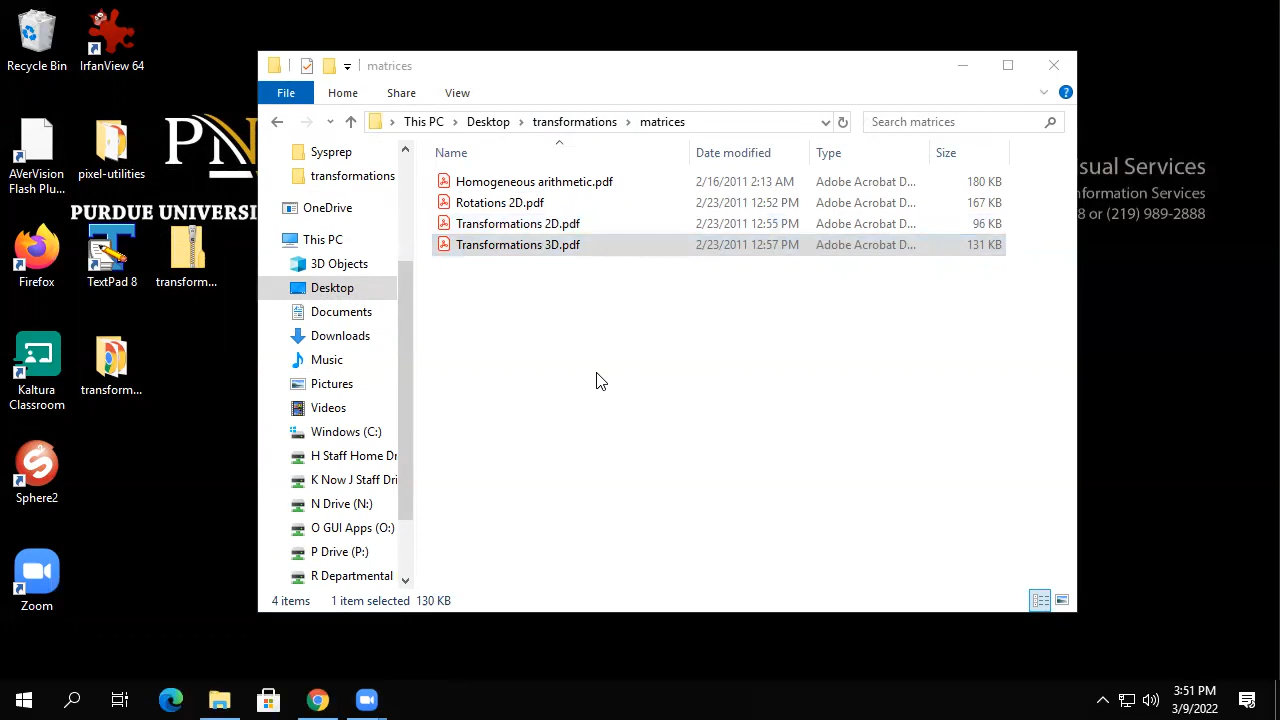 Recycle Bin
IrfanView 64
AVerVision
Flash Plu...
pixel-utilities
PN
PURDUE UNIVERSI
Firefox
TextPad 8
transform...
Kaltura
Classroom
transform...
Sphere2
Zoom
matrices
File Home Share View
This PC Desktop transformations matrices
Search matrices
Name Date modified Type Size
Homogeneous arithmetic.pdf 2/16/2011 2:13 AM Adobe Acrobat D... 180 KB
Rotations 2D.pdf 2/23/2011 12:52 PM Adobe Acrobat D... 167 KB
Transformations 2D.pdf 2/23/2011 12:55 PM Adobe Acrobat D... 96 KB
Transformations 3D.pdf 2/23/2011 12:57 PM Adobe Acrobat D... 131 KB
Sysprep
transformations
OneDrive
This PC
3D Objects
Desktop
Documents
Downloads
Music
Pictures
Videos
Windows (C:)
H Staff Home Dr
K Now J Staff Dri
N Drive (N:)
O GUI Apps (O:)
P Drive (P:)
R Departmental
4 items 1 item selected 130 KB
sual Services
nformation Services
8 or (219) 989-2888
3:51 PM
3/9/2022